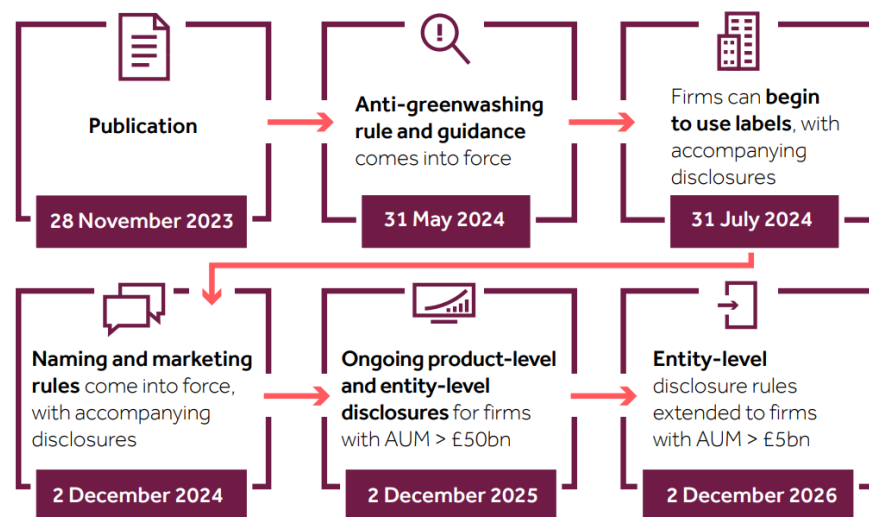 Publication
28 November 2023
Anti-greenwashing
rule and guidance
comes into force
31 May 2024
Firms can begin
to use labels, with
accompanying
disclosures
31 July 2024
Naming and marketing
rules come into force,
with accompanying
disclosures
2 December 2024
Ongoing product-level
and entity-level
disclosures for firms
with AUM > £50bn
2 December 2025
Entity-level
disclosure rules
extended to firms
with AUM > £5bn
2 December 2026